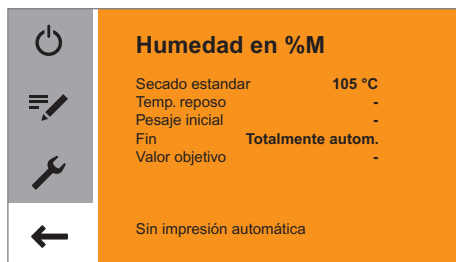 Humedad en %M
Secado estandar 105 °C
Temp. reposo -
Pesaje inicial -
Fin Totalmente autom.
Valor objetivo -
Sin impresión automática